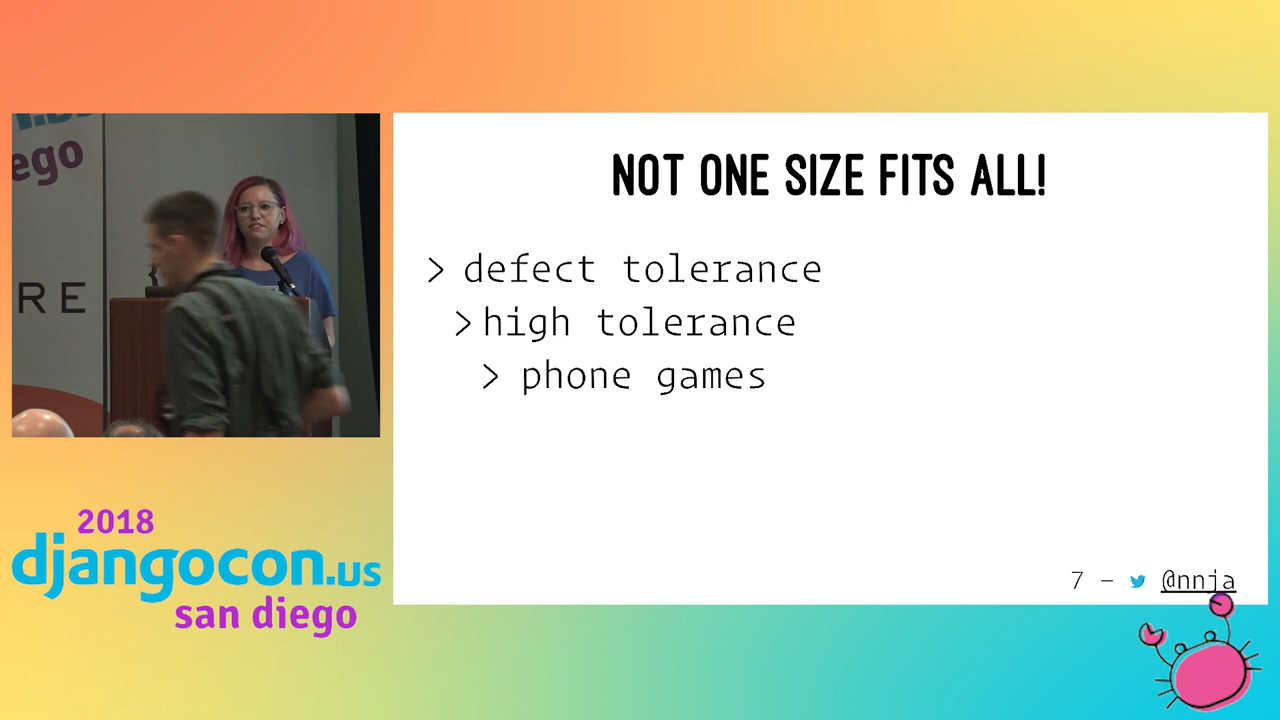 ego
RE
NOT ONE SIZE FITS ALL!
> defect tolerance
> high tolerance
> phone games
7 – @nnja
2018
djangocon.us
san diego